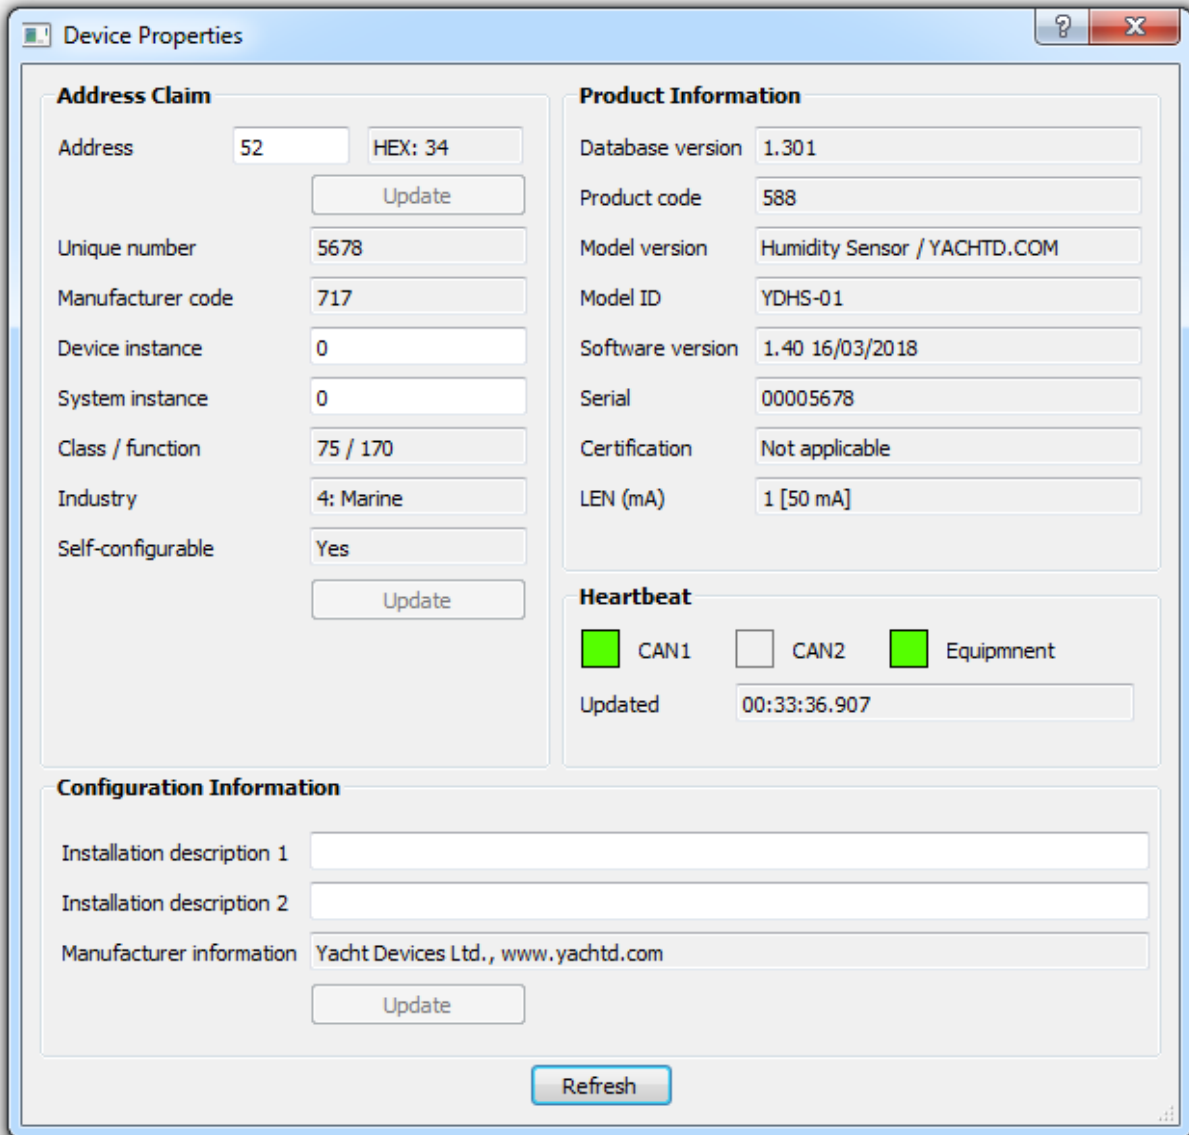 Device Properties
Address Claim
Address 52 HEX: 34
Update
Unique number 5678
Manufacturer code 717
Device instance 0
System instance 0
Class / function 75 / 170
Industry 4: Marine
Self-configurable Yes
Update
Product Information
Database version 1.301
Product code 588
Model version Humidity Sensor / YACHTD.COM
Model ID YDHS-01
Software version 1.40 16/03/2018
Serial 00005678
Certification Not applicable
LEN (mA) 1 [50 mA]
Heartbeat
CAN1 CAN2 Equipmnent
Updated 00:33:36.907
Configuration Information
Installation description 1
Installation description 2
Manufacturer information Yacht Devices Ltd., www.yachtd.com
Update
Refresh